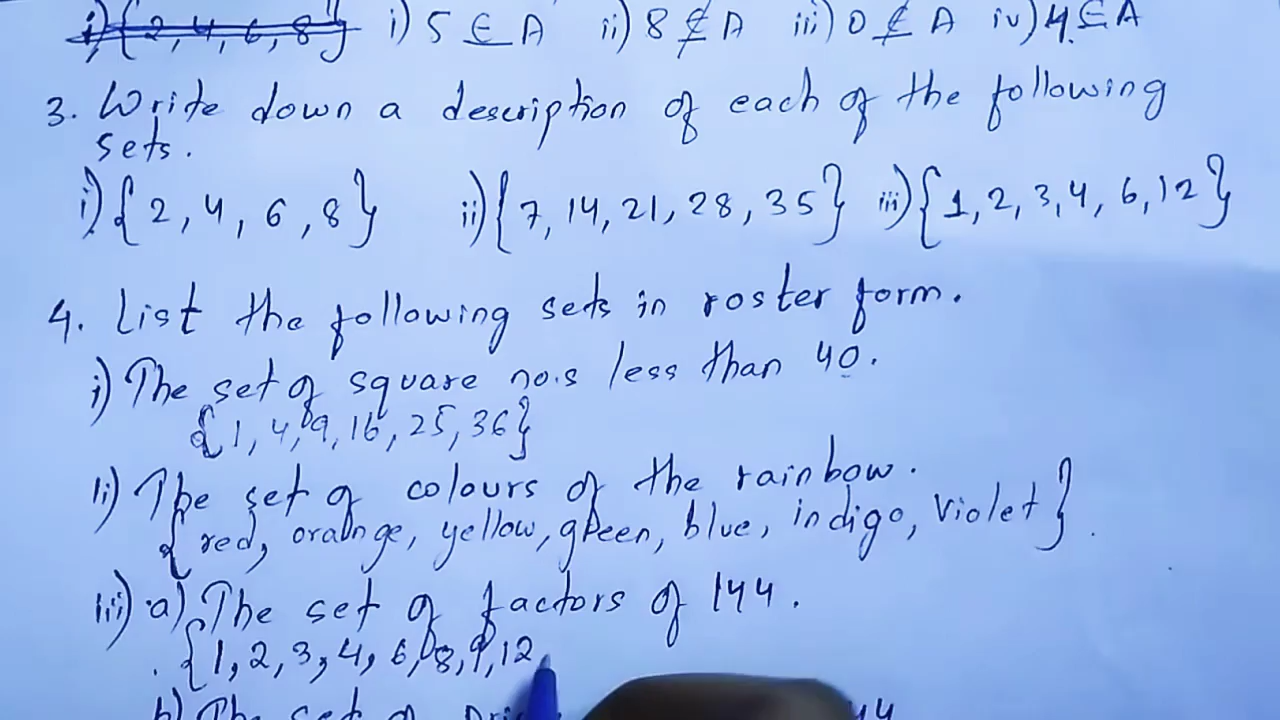 i) {2, 4, 6, 8} i) 5 ∈ A ii) 8 ∉ A iii) 0 ∉ A iv) 4 ∈ A
3. Write down a description of each of the following
sets.
i) {2, 4, 6, 8} ii) {7, 14, 21, 28, 35} iii) {1, 2, 3, 4, 6, 12}
4. List the following sets in roster form.
i) The set of square no.s less than 40.
{1, 4, 9, 16, 25, 36}
ii) The set of colours of the rainbow.
{red, orange, yellow, green, blue, indigo, violet}.
iii) a) The set of factors of 144.
{1, 2, 3, 4, 6, 8, 9, 12
b) The set of